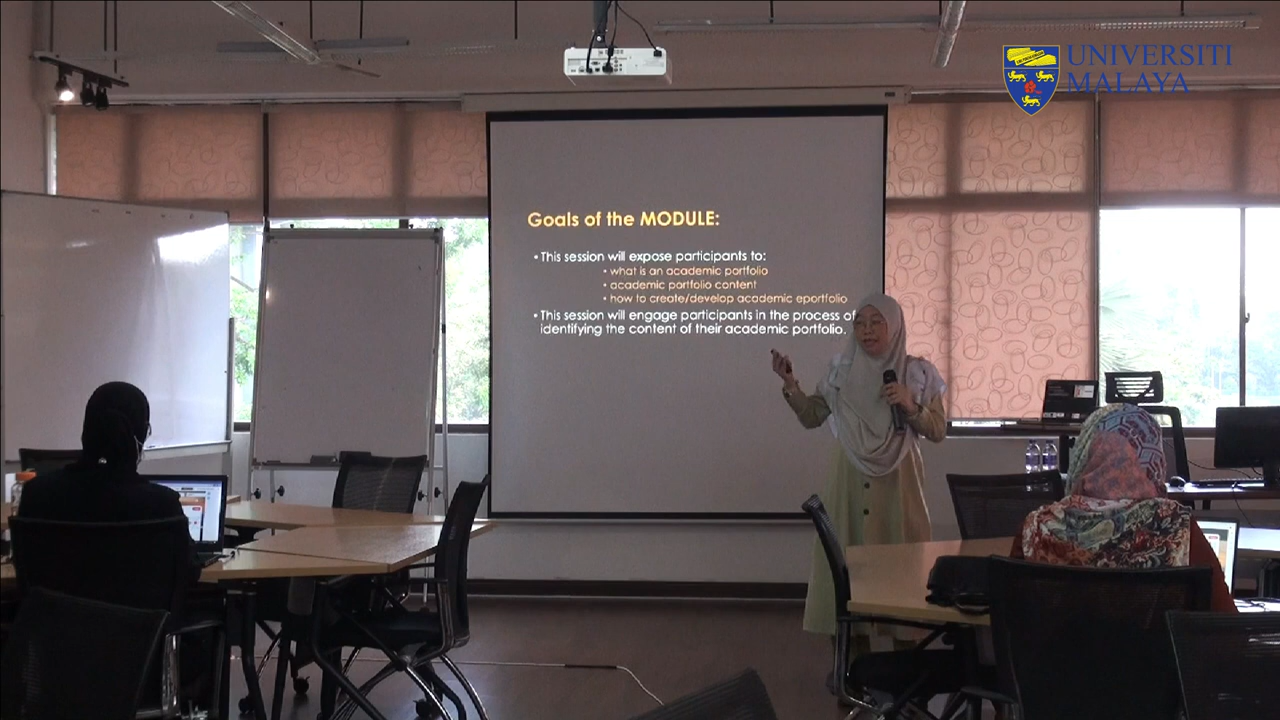 UNIVERSITI
MALAYA
Goals of the MODULE:
• This session will expose participants to:
• what is an academic portfolio
• academic portfolio content
• how to create/develop academic eportfolio
• This session will engage participants in the process of
identifying the content of their academic portfolio.